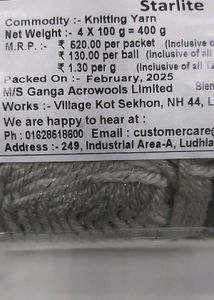 Starlite
Commodity :- Knitting Yarn
Net Weight :- 4 X 100 g = 400 g
M.R.P. :- ₹ 520.00 per packet (Inclusive of
₹ 130.00 per ball (Inclusive of
₹ 1.30 per g (Inclusive of all Ta
Packed On :- February, 2025
M/S Ganga Acrowools Limited Blen
Works :- Village Kot Sekhon, NH 44, L
We are happy to hear at :
Ph : 01628518600 Email : customercare@
Address :- 249, Industrial Area-A, Ludhia